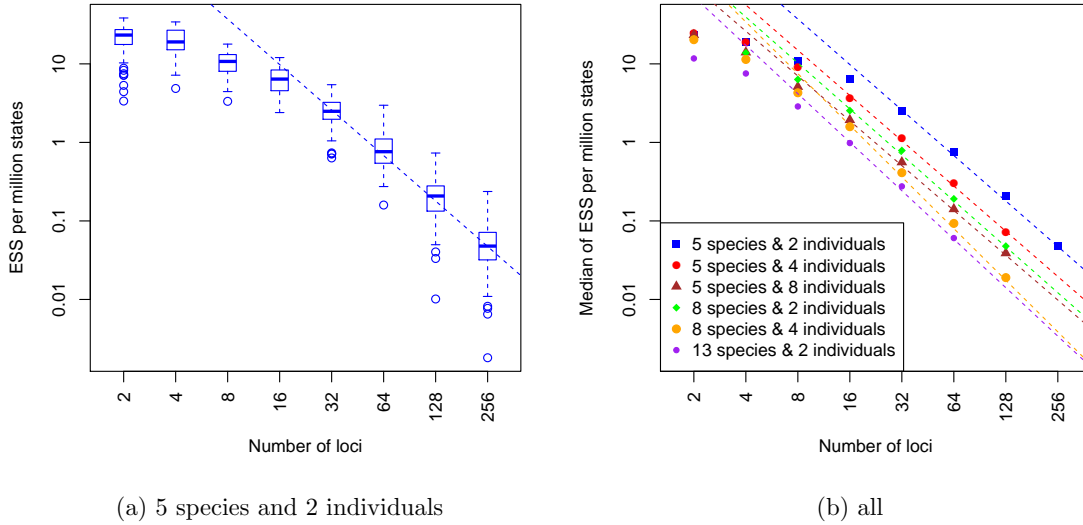 ESS per million states
10
1
0.1
0.01
2
4
8
16
32
64
128
256
Number of loci
(a) 5 species and 2 individuals
Median of ESS per million states
10
1
0.1
0.01
5 species & 2 individuals
5 species & 4 individuals
5 species & 8 individuals
8 species & 2 individuals
8 species & 4 individuals
13 species & 2 individuals
2
4
8
16
32
64
128
256
Number of loci
(b) all